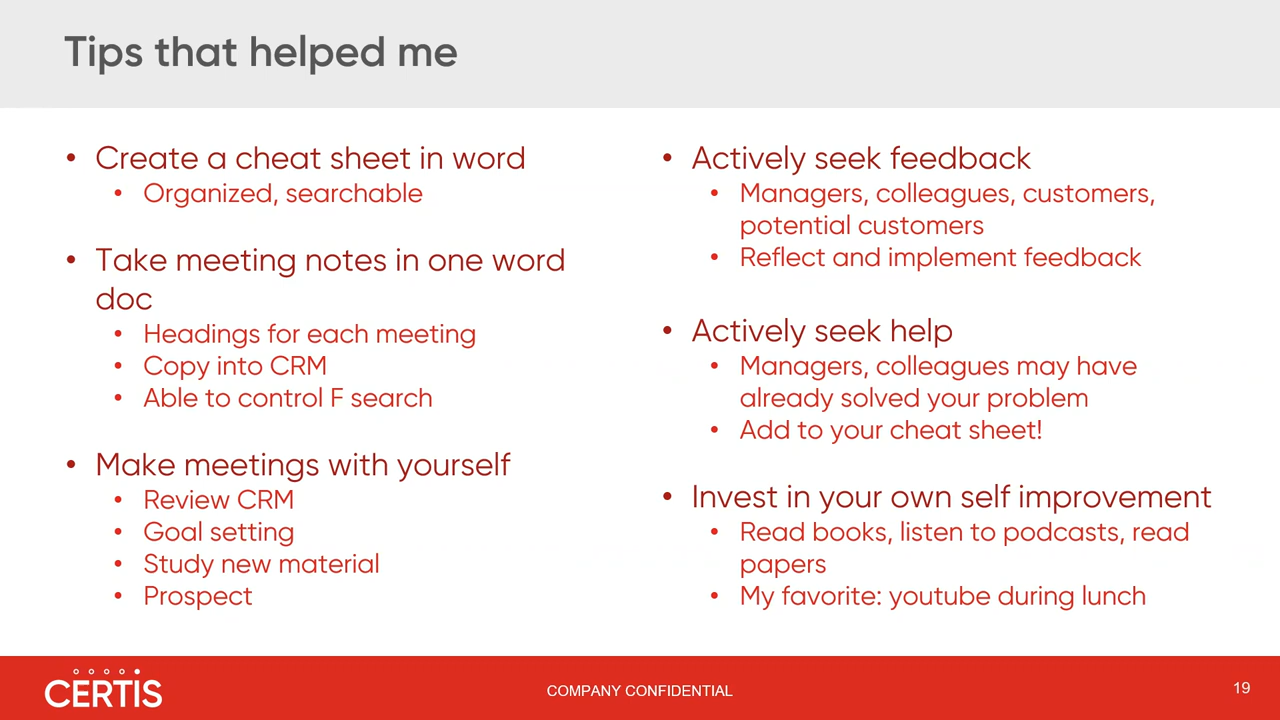 Tips that helped me
• Create a cheat sheet in word
• Organized, searchable
• Take meeting notes in one word
doc
• Headings for each meeting
• Copy into CRM
• Able to control F search
• Make meetings with yourself
• Review CRM
• Goal setting
• Study new material
• Prospect
• Actively seek feedback
• Managers, colleagues, customers,
potential customers
• Reflect and implement feedback
• Actively seek help
• Managers, colleagues may have
already solved your problem
• Add to your cheat sheet!
• Invest in your own self improvement
• Read books, listen to podcasts, read
papers
• My favorite: youtube during lunch
CERTIS
COMPANY CONFIDENTIAL
19